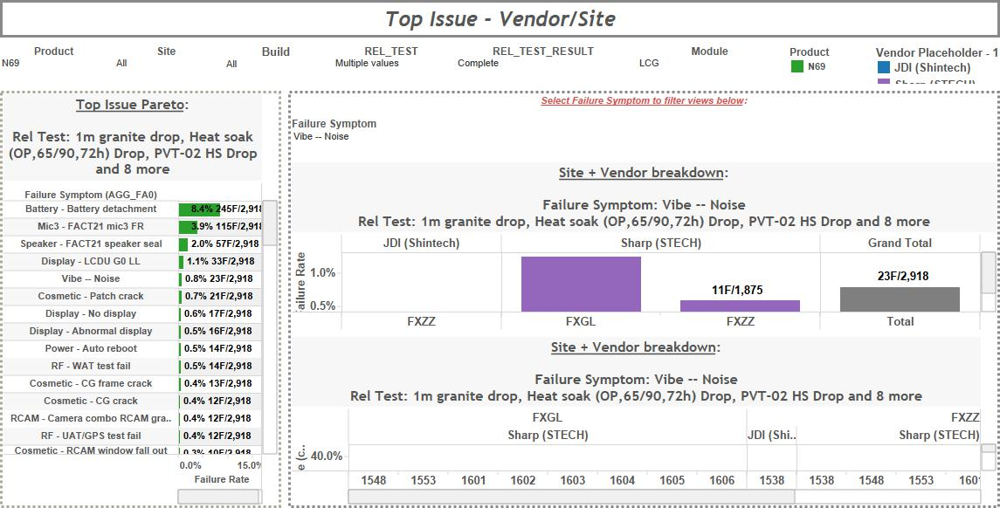 Top Issue - Vendor/Site
Product
N69
Site
All
Build
All
REL_TEST
Multiple values
REL_TEST_RESULT
Complete
Module
LCG
Product
N69
Vendor Placeholder - 1
JDI (Shintech)
Sharp (STECH)
Top Issue Pareto:
Rel Test: 1m granite drop, Heat soak
(OP,65/90,72h) Drop, PVT-02 HS Drop
and 8 more
Failure Symptom (AGG_FA0)
Battery - Battery detachment 8.4% 245F/2,918
Mic3 - FACT21 mic3 FR 3.9% 115F/2,918
Speaker - FACT21 speaker seal 2.0% 57F/2,918
Display - LCDU G0 LL 1.1% 33F/2,918
Vibe -- Noise 0.8% 23F/2,918
Cosmetic - Patch crack 0.7% 21F/2,918
Display - No display 0.6% 17F/2,918
Display - Abnormal display 0.5% 16F/2,918
Power - Auto reboot 0.5% 14F/2,918
RF - WAT test fail 0.5% 14F/2,918
Cosmetic - CG frame crack 0.4% 13F/2,918
Cosmetic - CG crack 0.4% 12F/2,918
RCAM - Camera combo RCAM gra.. 0.4% 12F/2,918
RF - UAT/GPS test fail 0.4% 12F/2,918
Cosmetic - RCAM window fall out 0.3% 10F/2,918
0.0% 15.0%
Failure Rate
Select Failure Symptom to filter views below:
Failure Symptom
Vibe -- Noise
Site + Vendor breakdown:
Failure Symptom: Vibe -- Noise
Rel Test: 1m granite drop, Heat soak (OP,65/90,72h) Drop, PVT-02 HS Drop and 8 more
JDI (Shintech) Sharp (STECH) Grand Total
ailure Rate
1.0%
0.5%
11F/1,875
23F/2,918
FXZZ FXGL FXZZ Total
Site + Vendor breakdown:
Failure Symptom: Vibe -- Noise
Rel Test: 1m granite drop, Heat soak (OP,65/90,72h) Drop, PVT-02 HS Drop and 8 more
FXGL FXZZ
Sharp (STECH) JDI (Shi.. Sharp (STECH)
e (c..
40.0%
1548 1553 1601 1602 1603 1604 1605 1606 1538 1538 1548 1553 160